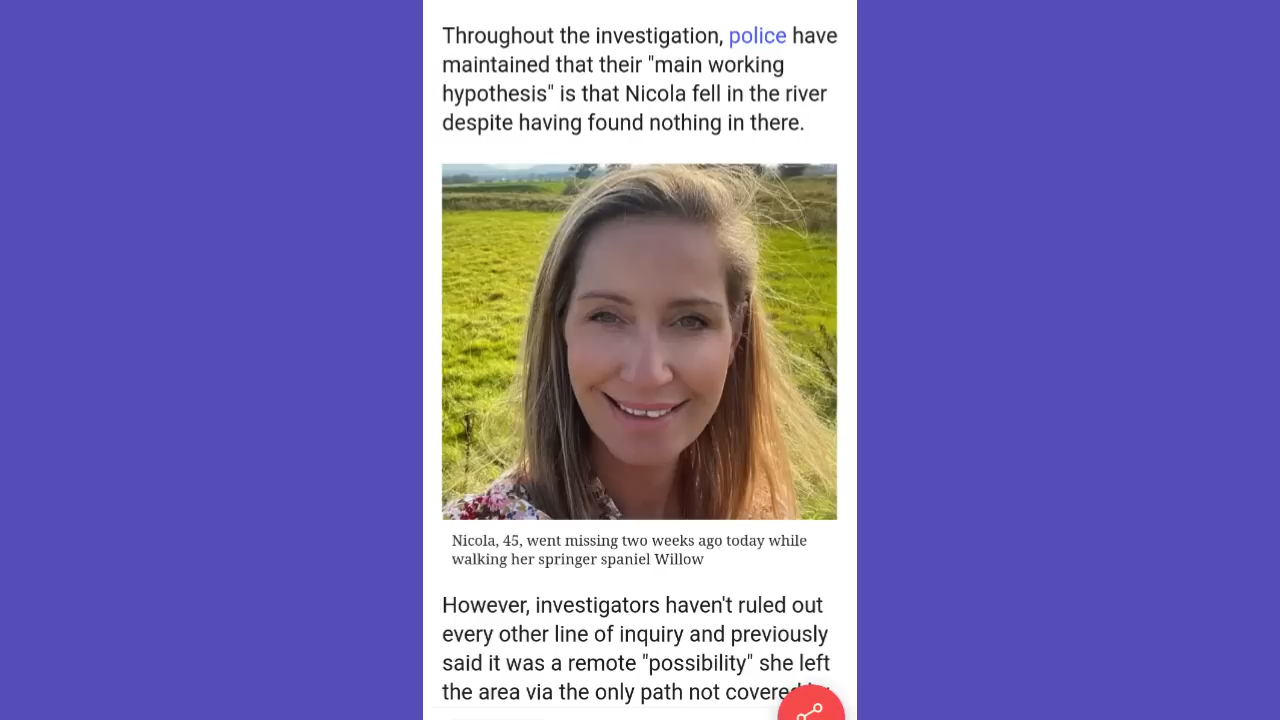 Throughout the investigation, police have
maintained that their "main working
hypothesis" is that Nicola fell in the river
despite having found nothing in there.
Nicola, 45, went missing two weeks ago today while
walking her springer spaniel Willow
However, investigators haven't ruled out
every other line of inquiry and previously
said it was a remote "possibility" she left
the area via the only path not covered